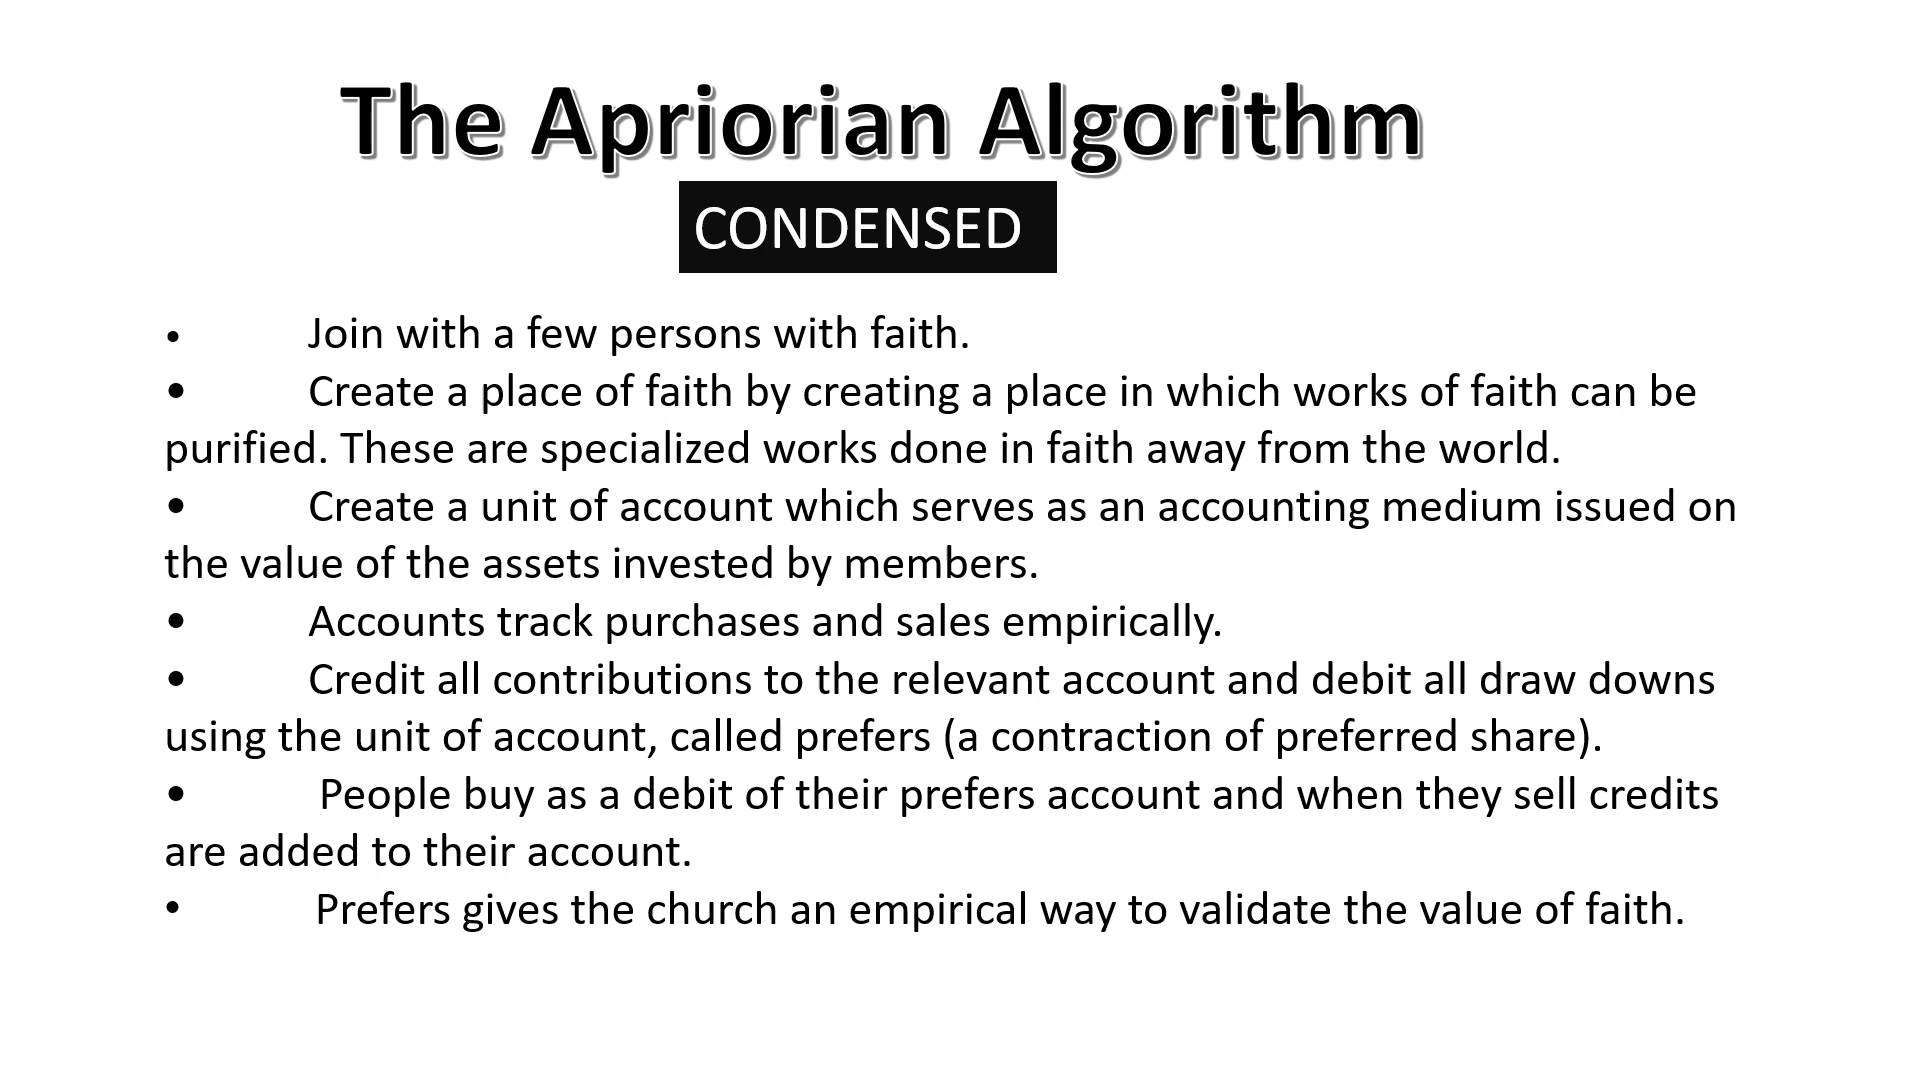 The Apriorian Algorithm
CONDENSED
• Join with a few persons with faith.
• Create a place of faith by creating a place in which works of faith can be
purified. These are specialized works done in faith away from the world.
• Create a unit of account which serves as an accounting medium issued on
the value of the assets invested by members.
• Accounts track purchases and sales empirically.
• Credit all contributions to the relevant account and debit all draw downs
using the unit of account, called prefers (a contraction of preferred share).
• People buy as a debit of their prefers account and when they sell credits
are added to their account.
• Prefers gives the church an empirical way to validate the value of faith.